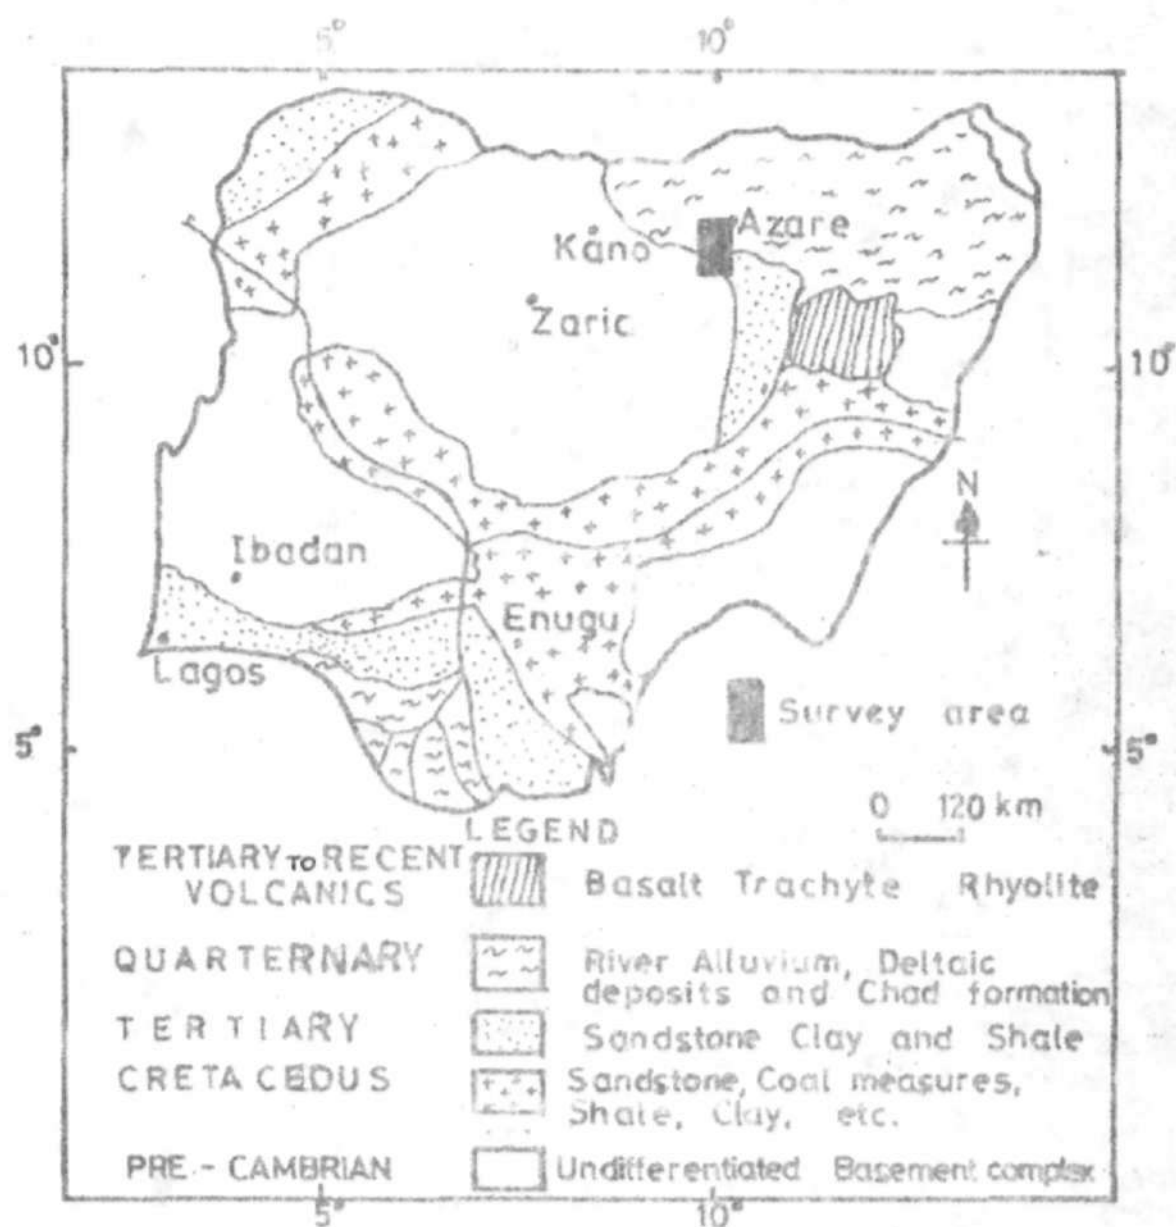 5° 10°
Azare
Kano
Zaric
10° 10°
N
Ibadan
Enugu
Lagos
Survey area
5° 5°
0 120 km
LEGEND
TERTIARY TO RECENT VOLCANICS
Basalt Trachyte Rhyolite
QUARTERNARY
River Alluvium, Deltaic
deposits and Chad formation
TERTIARY
Sandstone Clay and Shale
CRETACEDUS
Sandstone, Coal measures,
Shale, Clay, etc.
PRE-CAMBRIAN
Undifferentiated Basement complex
5° 10°